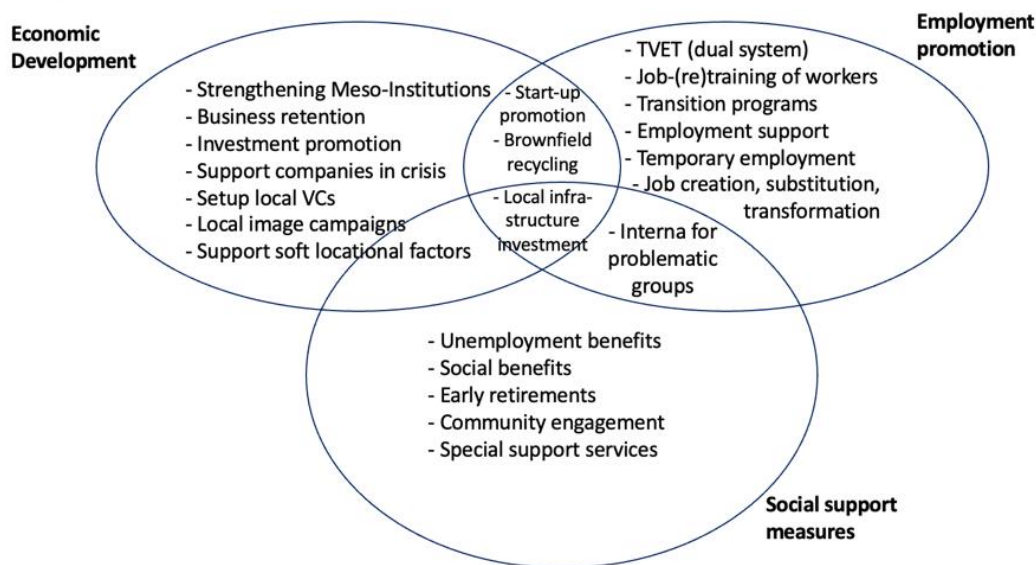 Economic
Development
Employment
promotion
- Strengthening Meso-Institutions
- Business retention
- Investment promotion
- Support companies in crisis
- Setup local VCs
- Local image campaigns
- Support soft locational factors
- Start-up
promotion
- Brownfield
recycling
- Local infra-
structure
investment
- TVET (dual system)
- Job-(re)training of workers
- Transition programs
- Employment support
- Temporary employment
- Job creation, substitution,
transformation
- Interna for
problematic
groups
- Unemployment benefits
- Social benefits
- Early retirements
- Community engagement
- Special support services
Social support
measures